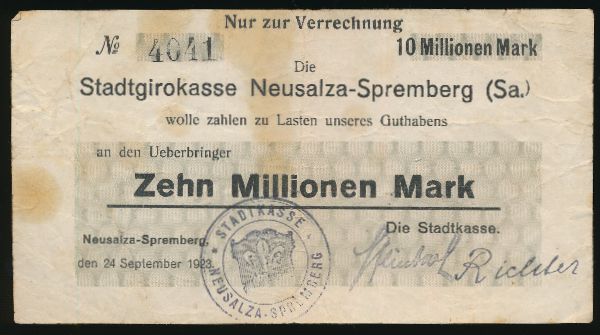 Nur zur Verrechnung
№ 4041 10 Millionen Mark
Die
Stadtgirokasse Neusalza-Spremberg (Sa.)
wolle zahlen zu Lasten unseres Guthabens
an den Ueberbringer
Zehn Millionen Mark
Neusalza-Spremberg,
den 24 September 1923.
Die Stadtkasse.
Richter
STADTKASSE
NEUSALZA-SPREMBERG